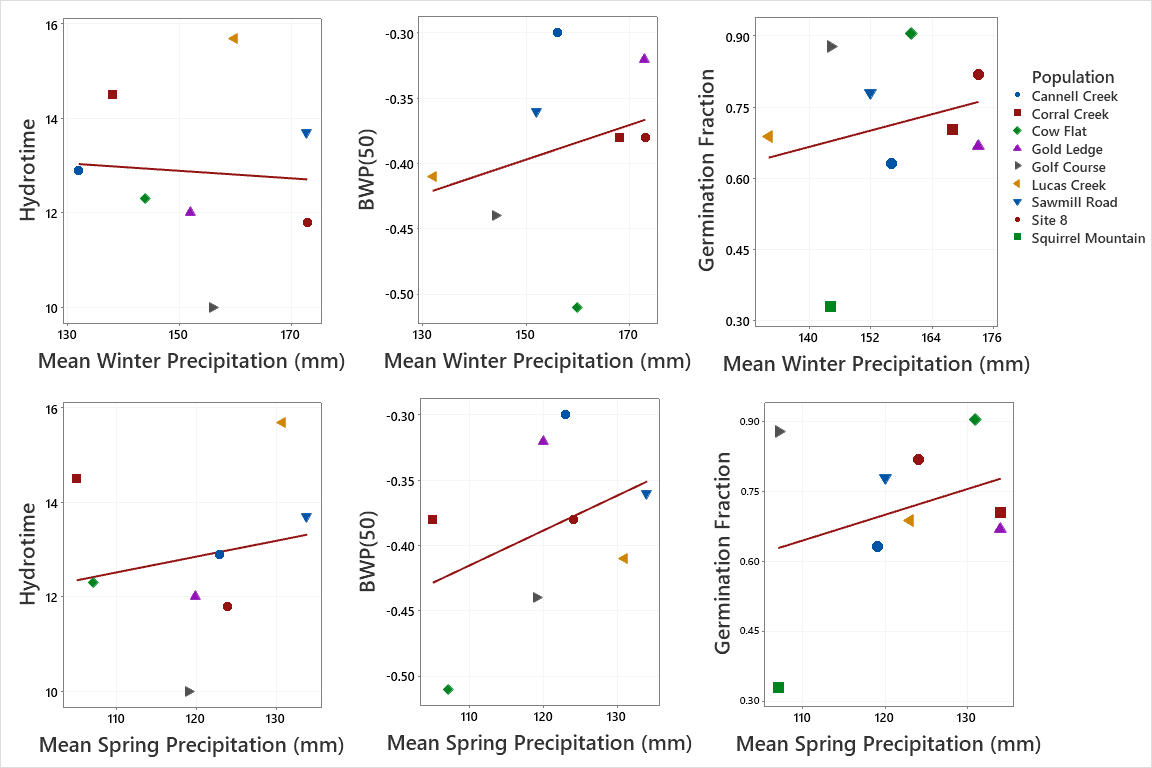 16
14
12
10
130
150
170
Hydrotime
Mean Winter Precipitation (mm)
-0.30
-0.35
-0.40
-0.45
-0.50
130
150
170
BWP(50)
Mean Winter Precipitation (mm)
0.90
0.75
0.60
0.45
0.30
140
152
164
176
Germination Fraction
Mean Winter Precipitation (mm)
Population
Cannell Creek
Corral Creek
Cow Flat
Gold Ledge
Golf Course
Lucas Creek
Sawmill Road
Site 8
Squirrel Mountain
16
14
12
10
110
120
130
Hydrotime
Mean Spring Precipitation (mm)
-0.30
-0.35
-0.40
-0.45
-0.50
110
120
130
BWP(50)
Mean Spring Precipitation (mm)
0.90
0.75
0.60
0.45
0.30
110
120
130
Germination Fraction
Mean Spring Precipitation (mm)